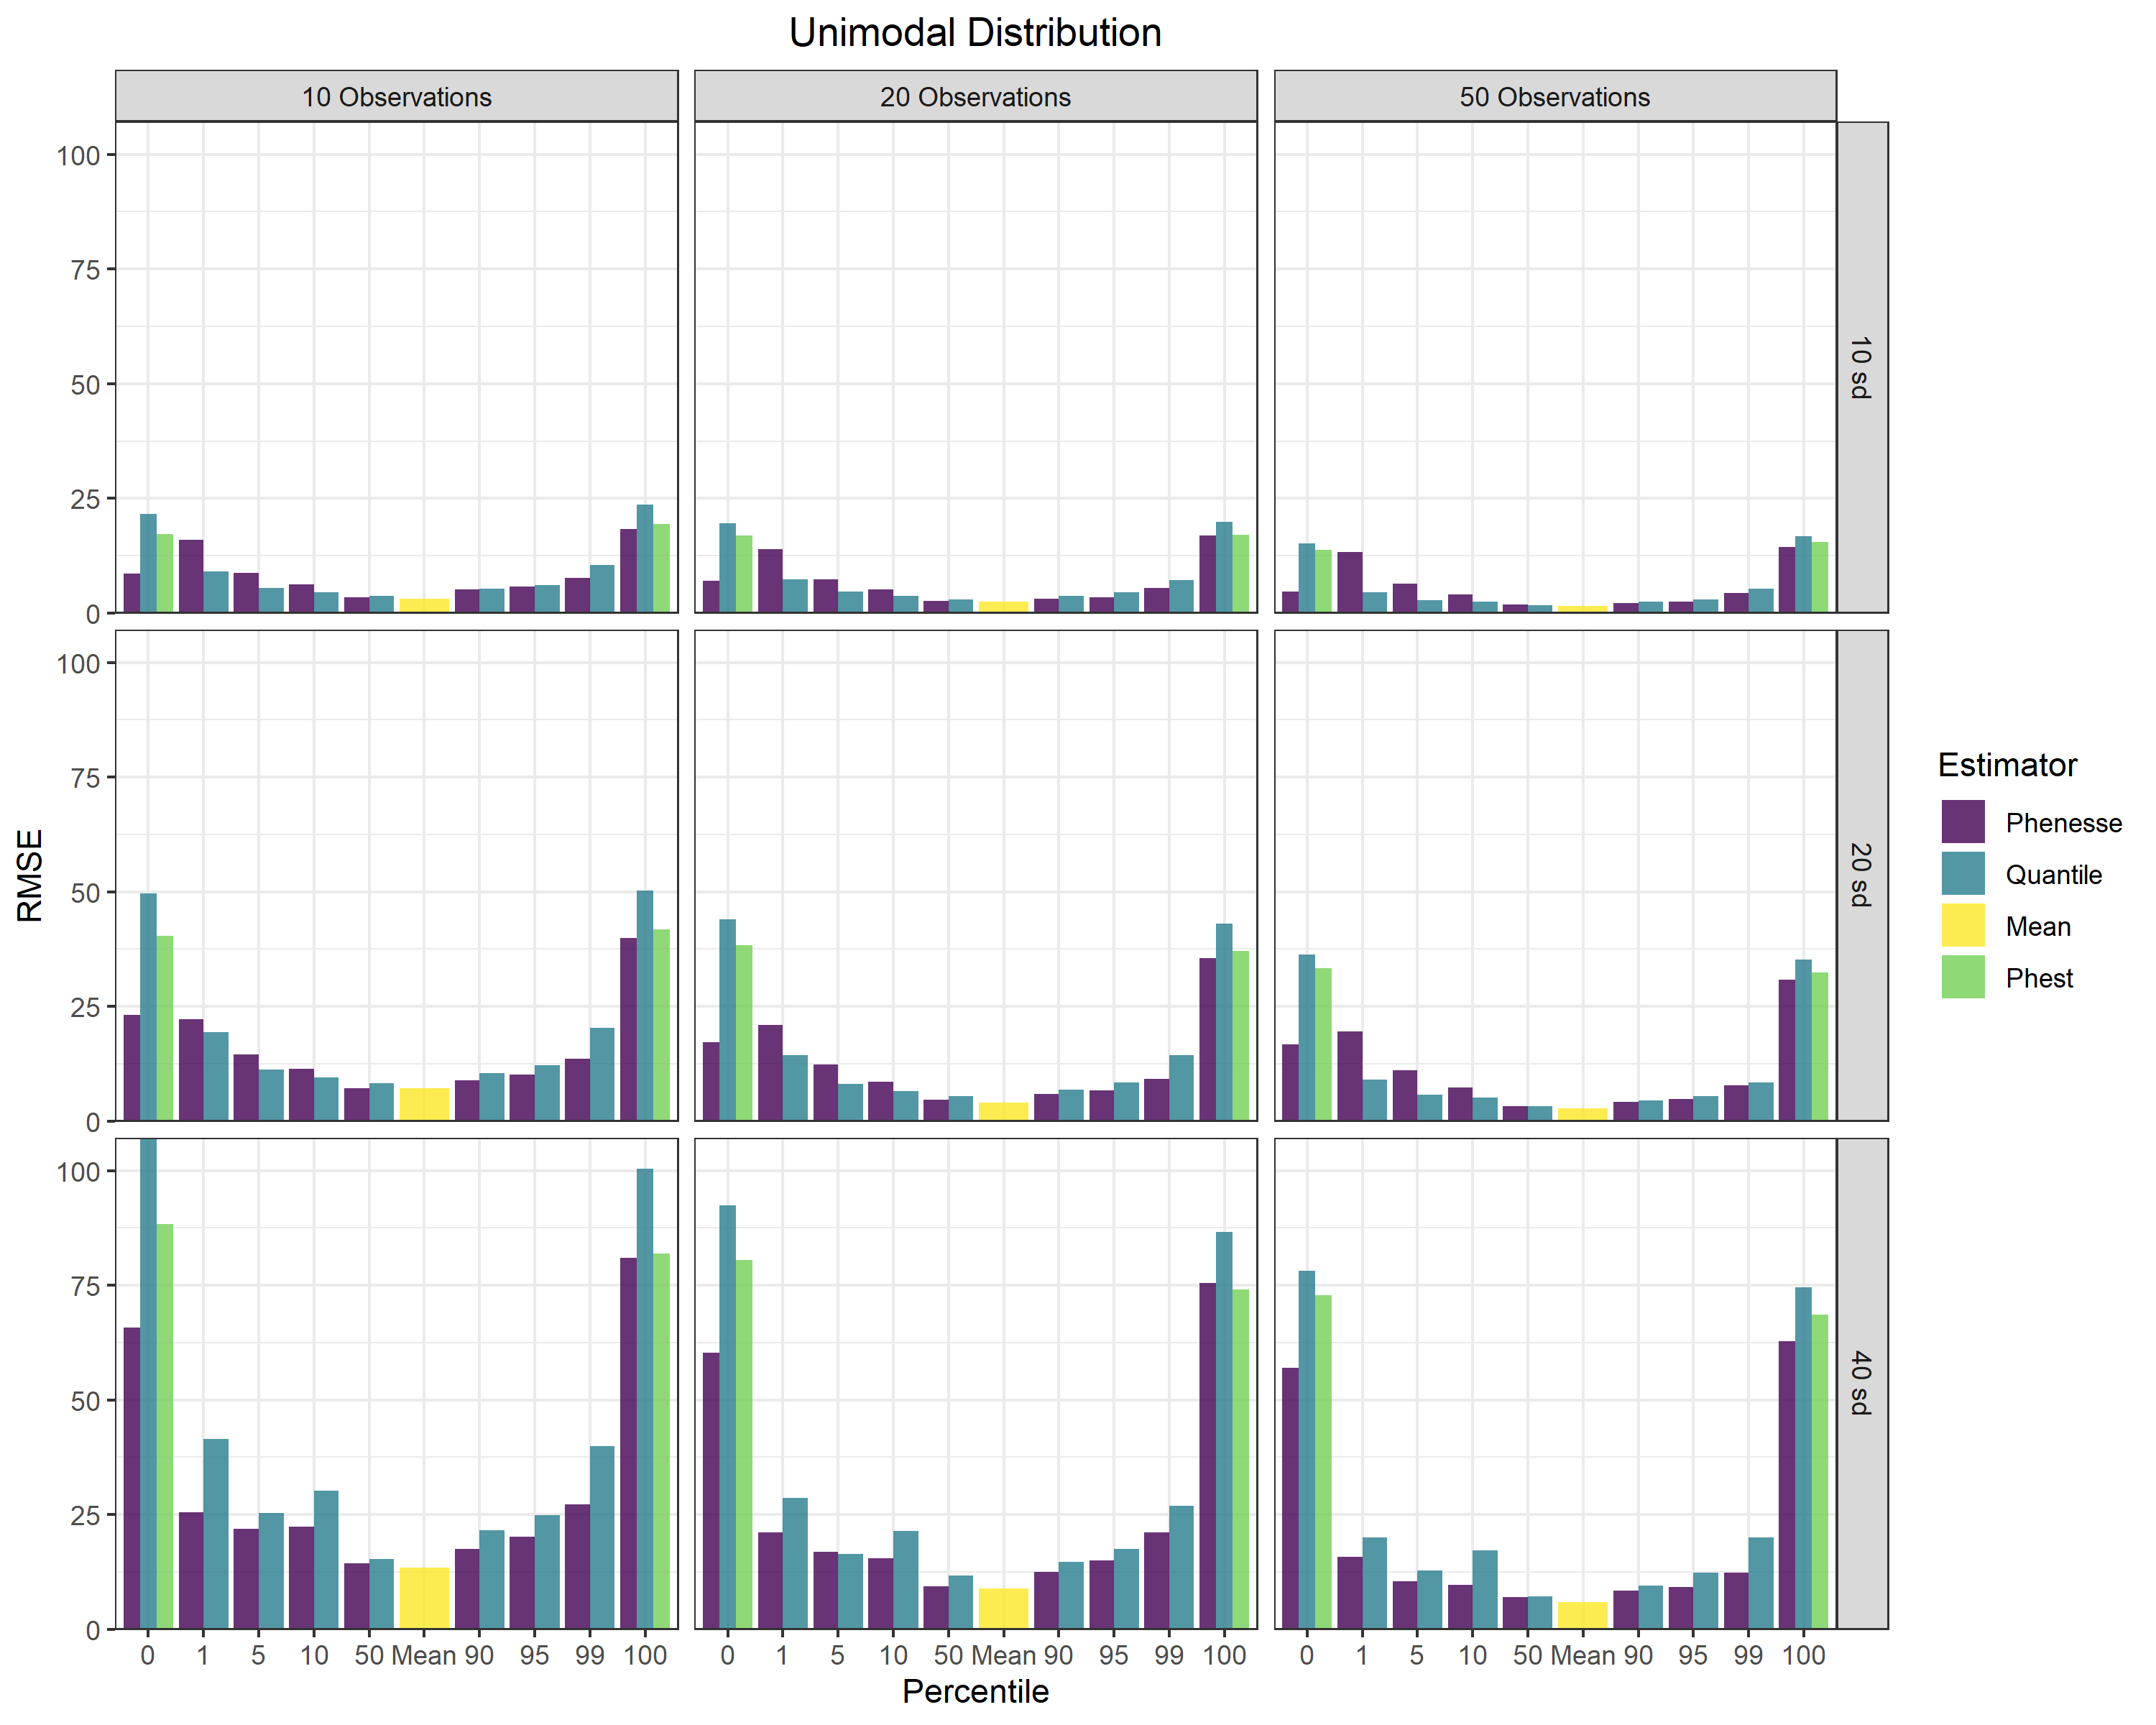 Unimodal Distribution
10 Observations 20 Observations 50 Observations
100
75
50
25
0
10 sd
100
75
50
25
0
20 sd
100
75
50
25
0
40 sd
0 1 5 10 50 Mean 90 95 99 100
0 1 5 10 50 Mean 90 95 99 100
0 1 5 10 50 Mean 90 95 99 100
Percentile
RMSE
Estimator
Phenesse
Quantile
Mean
Phest